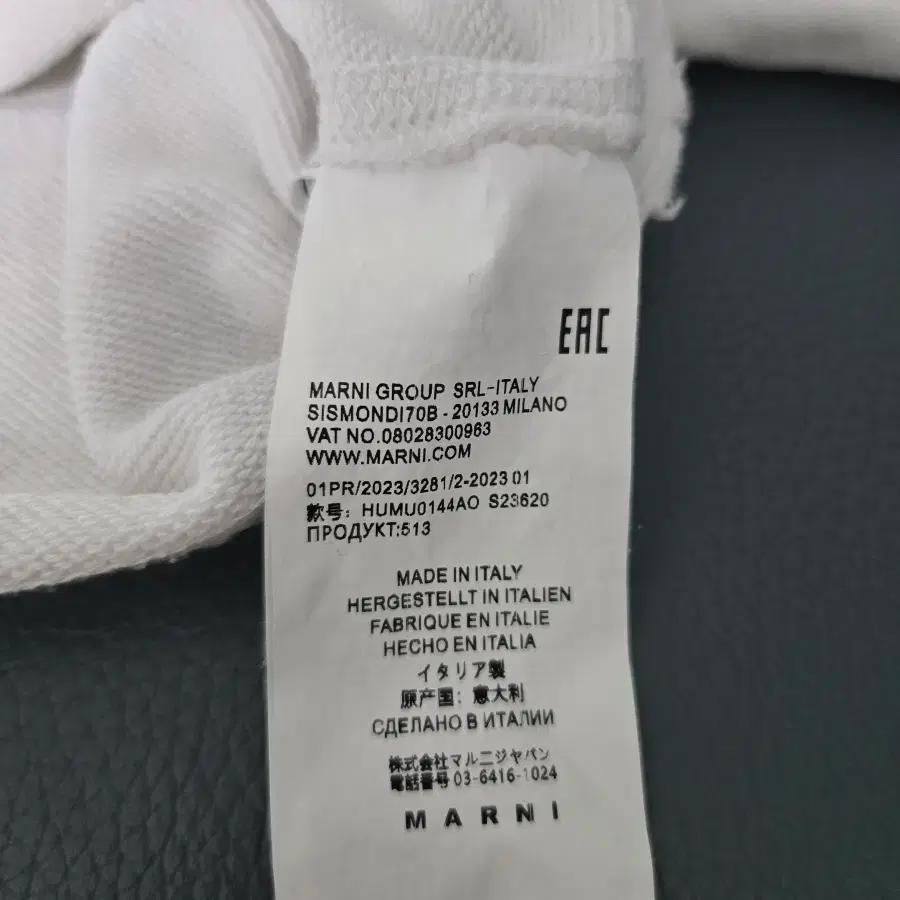 EAC
MARNI GROUP SRL-ITALY
SISMONDI70B - 20133 MILANO
VAT NO.08028300963
WWW.MARNI.COM
01PR/2023/3281/2-2023 01
款号: HUMU0144AO S23620
ПРОДУКТ:513
MADE IN ITALY
HERGESTELLT IN ITALIEN
FABRIQUE EN ITALIE
HECHO EN ITALIA
イタリア製
原产国: 意大利
СДЕЛАНО В ИТАЛИИ
株式会社マルニジヤパン
電話番号 03-6416-1024
MARNI